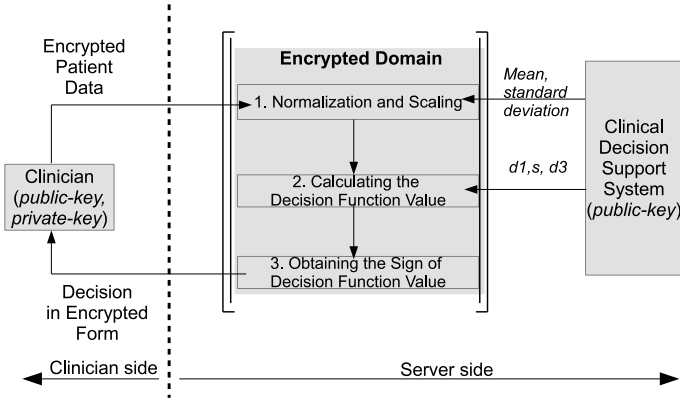 Encrypted
Patient
Data
Encrypted Domain
1. Normalization and Scaling
Mean,
standard
deviation
Clinician
(public-key,
private-key)
2. Calculating the
Decision Function Value
d1,s, d3
Clinical
Decision
Support
System
(public-key)
3. Obtaining the Sign of
Decision Function Value
Decision
in Encrypted
Form
Clinician side
Server side